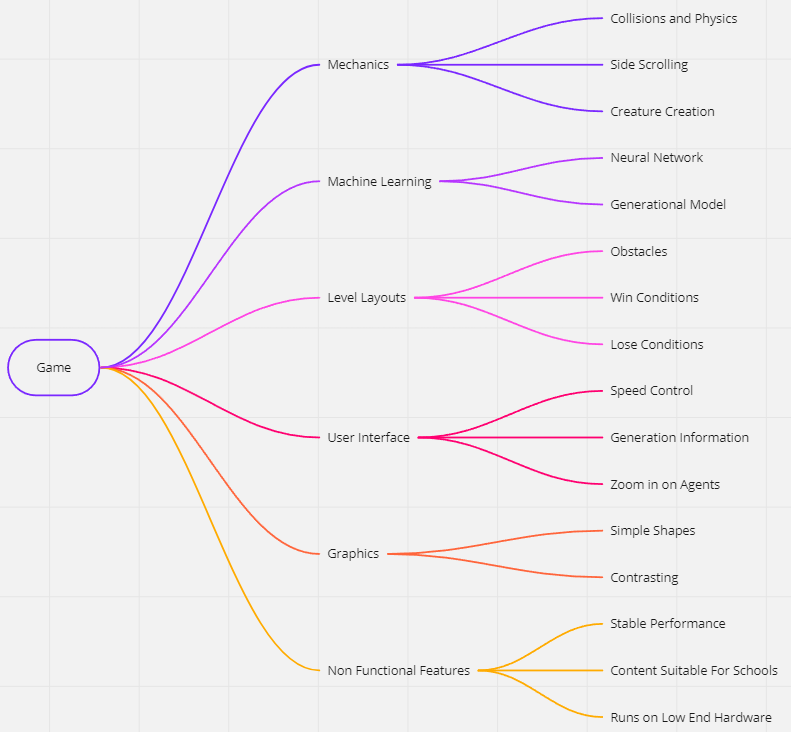 Game
Mechanics
Collisions and Physics
Side Scrolling
Creature Creation
Machine Learning
Neural Network
Generational Model
Level Layouts
Obstacles
Win Conditions
Lose Conditions
User Interface
Speed Control
Generation Information
Zoom in on Agents
Graphics
Simple Shapes
Contrasting
Non Functional Features
Stable Performance
Content Suitable For Schools
Runs on Low End Hardware